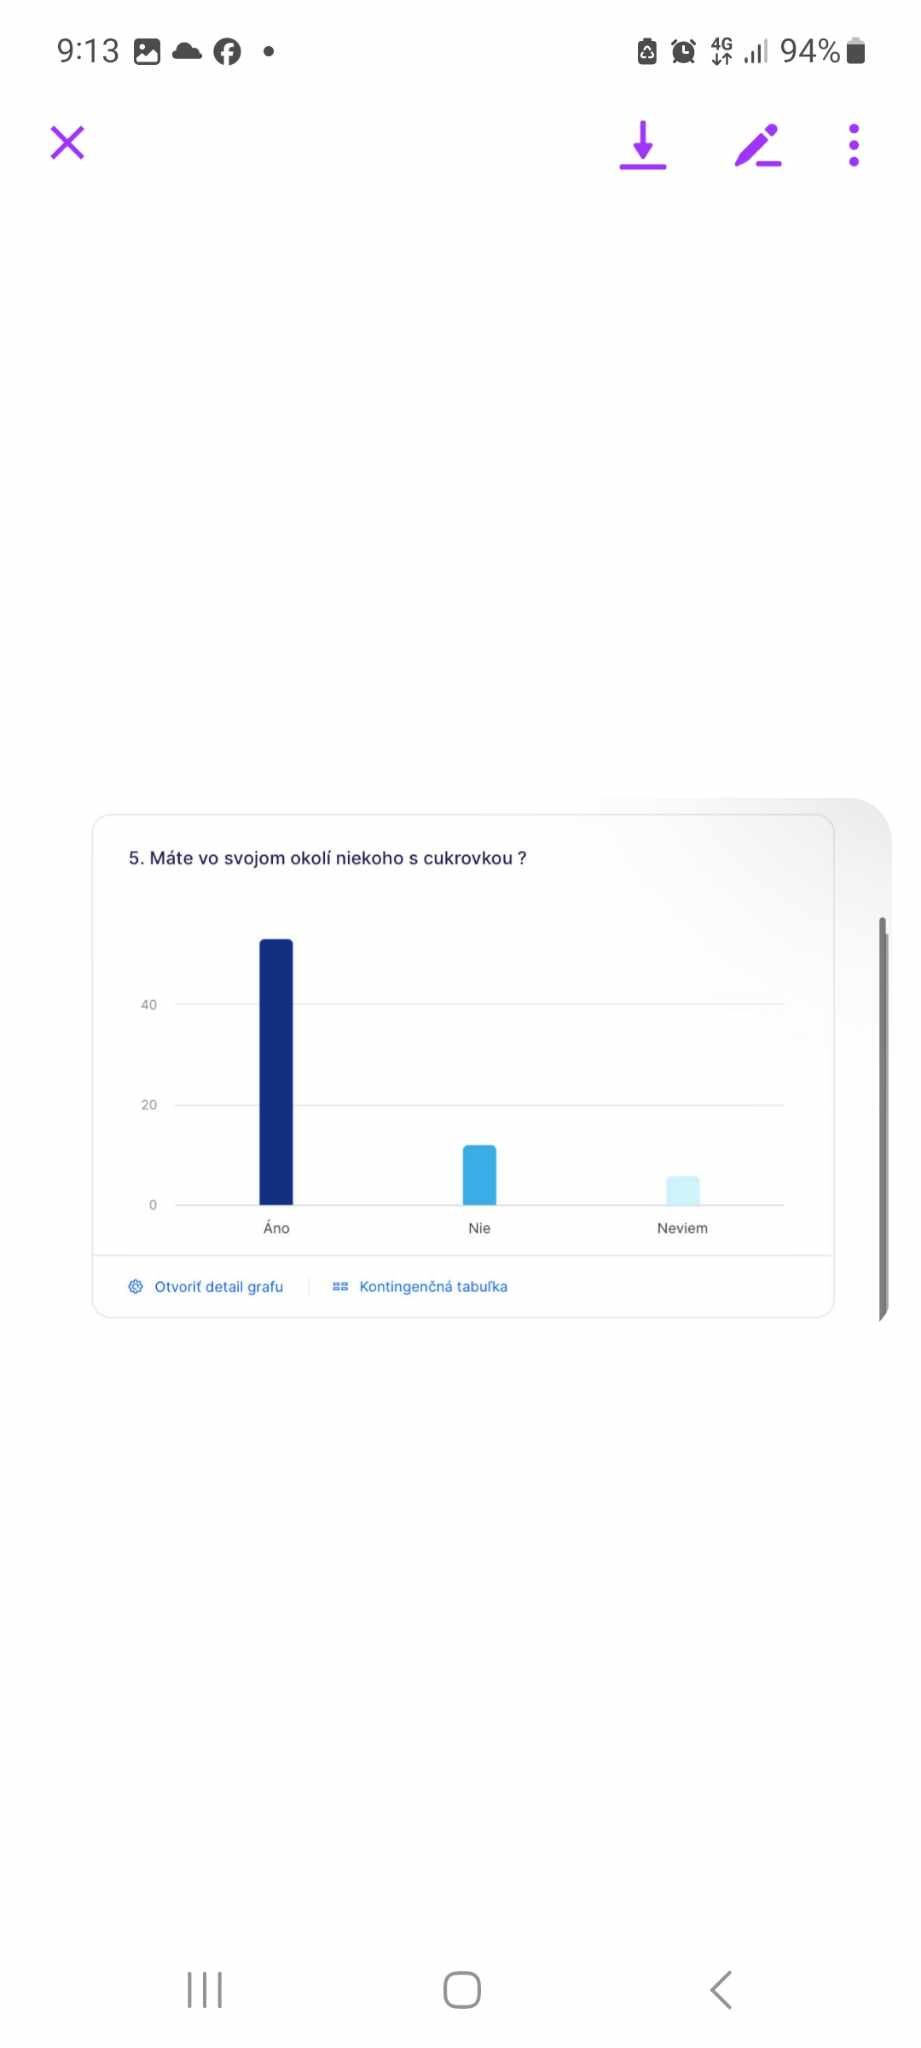 9:13 4G 94%
5. Máte vo svojom okolí niekoho s cukrovkou ?
40
20
0
Áno Nie Neviem
Otvoriť detail grafu Kontingenčná tabuľka